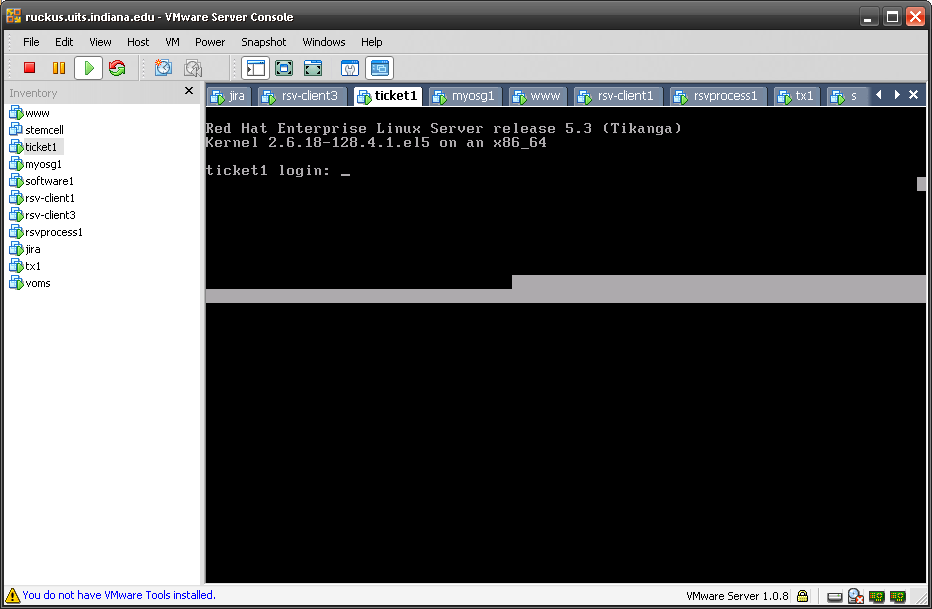 ruckus.uits.indiana.edu - VMware Server Console
File Edit View Host VM Power Snapshot Windows Help
Inventory
www
stemcell
ticket1
myosg1
software1
rsv-client1
rsv-client3
rsvprocess1
jira
tx1
voms
jira rsv-client3 ticket1 myosg1 www rsv-client1 rsvprocess1 tx1 s
Red Hat Enterprise Linux Server release 5.3 (Tikanga)
Kernel 2.6.18-128.4.1.el5 on an x86_64
ticket1 login: _
You do not have VMware Tools installed.
VMware Server 1.0.8